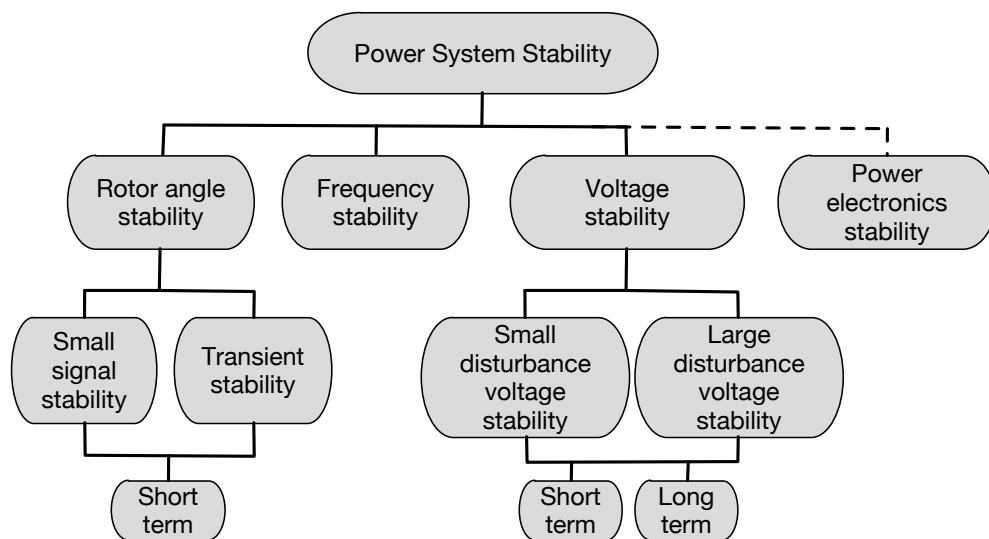 Power System Stability
Rotor angle
stability
Frequency
stability
Voltage
stability
Power
electronics
stability
Small
signal
stability
Transient
stability
Small
disturbance
voltage
stability
Large
disturbance
voltage
stability
Short
term
Short
term
Long
term